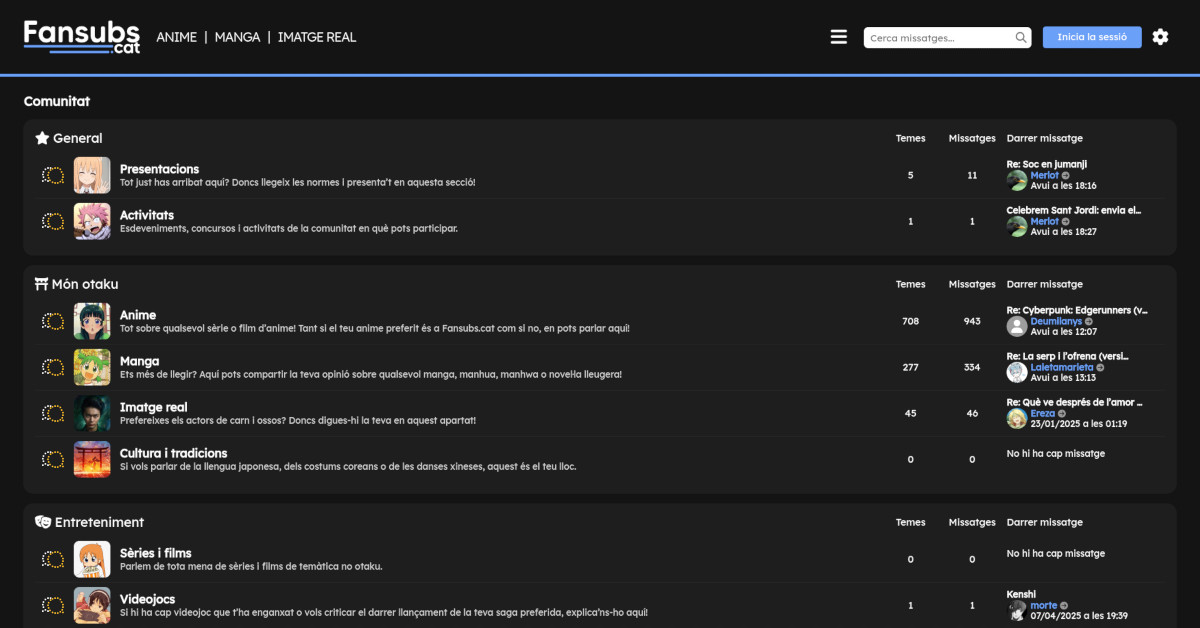 Fansubs.cat
ANIME | MANGA | IMATGE REAL
Cerca missatges...
Inicia la sessió
Comunitat
General
Temes Missatges Darrer missatge
Presentacions
Tot just has arribat aquí? Doncs llegeix les normes i presenta't en aquesta secció!
5 11
Re: Soc en jumanji
Merlot
Avui a les 18:16
Activitats
Esdeveniments, concursos i activitats de la comunitat en què pots participar.
1 1
Celebrem Sant Jordi: envia el...
Merlot
Avui a les 18:27
Món otaku
Temes Missatges Darrer missatge
Anime
Tot sobre qualsevol sèrie o film d'anime! Tant si el teu anime preferit és a Fansubs.cat com si no, en pots parlar aquí!
708 943
Re: Cyberpunk: Edgerunners (v...
Deumilanys
Avui a les 12:07
Manga
Ets més de llegir? Aquí pots compartir la teva opinió sobre qualsevol manga, manhua, manhwa o novel·la lleugera!
277 334
Re: La serp i l'ofrena (versi...
Laietamarieta
Avui a les 13:13
Imatge real
Prefereixes els actors de carn i ossos? Doncs digues-hi la teva en aquest apartat!
45 46
Re: Què ve després de l'amor ...
Ereza
23/01/2025 a les 01:19
Cultura i tradicions
Si vols parlar de la llengua japonesa, dels costums coreans o de les danses xineses, aquest és el teu lloc.
0 0
No hi ha cap missatge
Entreteniment
Temes Missatges Darrer missatge
Sèries i films
Parlem de tota mena de sèries i films de temàtica no otaku.
0 0
No hi ha cap missatge
Videojocs
Si hi ha cap videojoc que t'ha enganxat o vols criticar el darrer llançament de la teva saga preferida, explica'ns-ho aquí!
1 1
Kenshi
morte
07/04/2025 a les 19:39